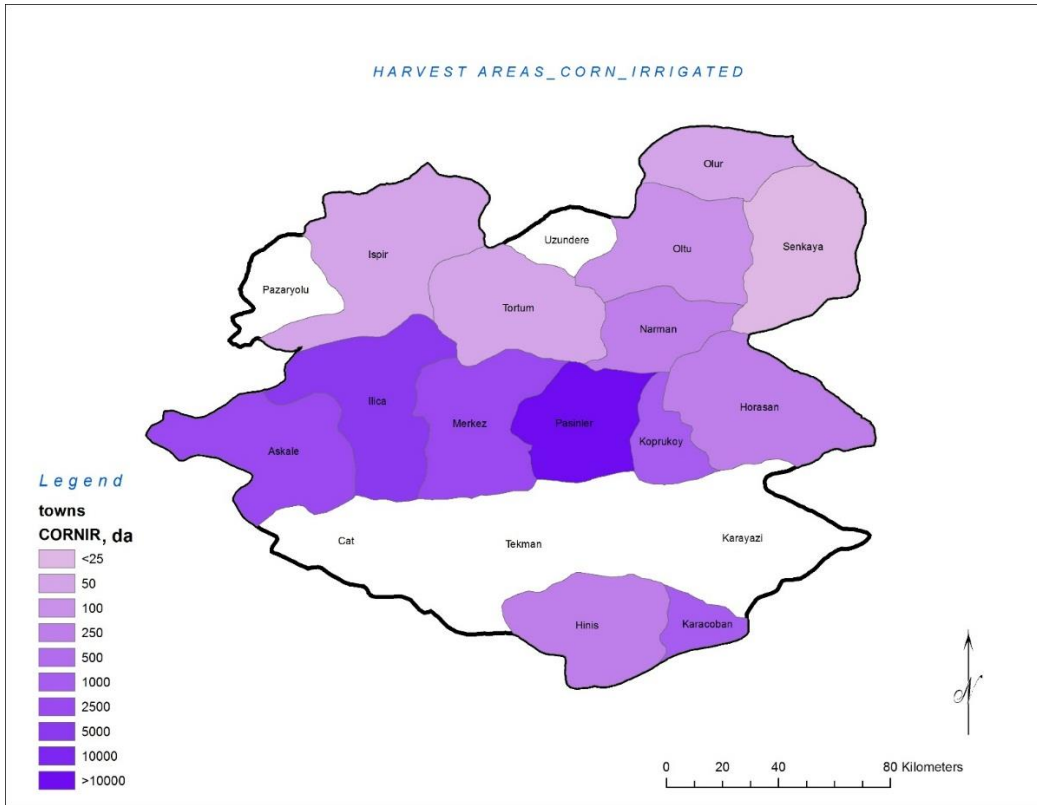 HARVEST AREAS_CORN_IRRIGATED
Olur
Uzundere
Senkaya
Oltu
Ispir
Pazaryolu
Tortum
Narman
Ilica
Horasan
Merkez
Pasinler
Koprukoy
Askale
Cat
Tekman
Karayazi
Hinis
Karacoban
Legend
towns
CORNIR, da
<25
50
100
250
500
1000
2500
5000
10000
>10000
N
0 20 40 80 Kilometers